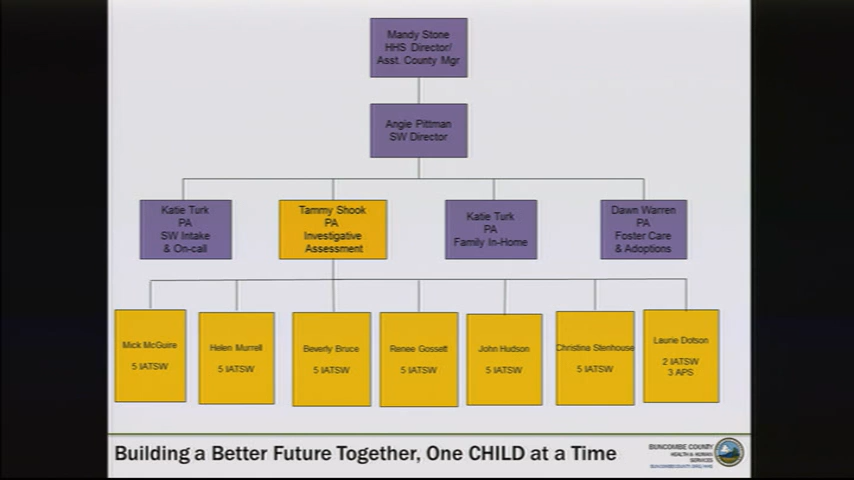 Mandy Stone
HHS Director/
Asst. County Mgr
Angie Pittman
SW Director
Katie Turk
PA
SW Intake
& On-call
Tammy Shook
PA
Investigative
Assessment
Katie Turk
PA
Family In-Home
Dawn Warren
PA
Foster Care
& Adoptions
Mick McGuire
5 IATSW
Helen Murrell
5 IATSW
Beverly Bruce
5 IATSW
Renee Gossett
5 IATSW
John Hudson
5 IATSW
Christina Stenhouse
5 IATSW
Laurie Dotson
2 IATSW
3 APS
Building a Better Future Together, One CHILD at a Time
BUNCOMBE COUNTY
HEALTH & HUMAN
SERVICES